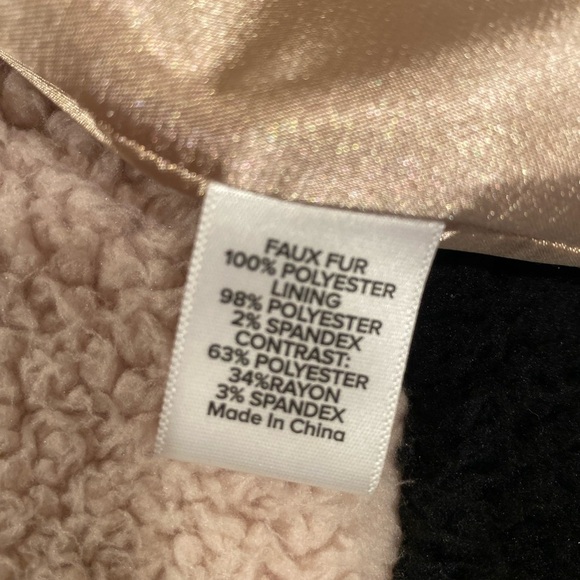 FAUX FUR
100% POLYESTER
LINING
98% POLYESTER
2% SPANDEX
CONTRAST:
63% POLYESTER
34%RAYON
3% SPANDEX
Made In China